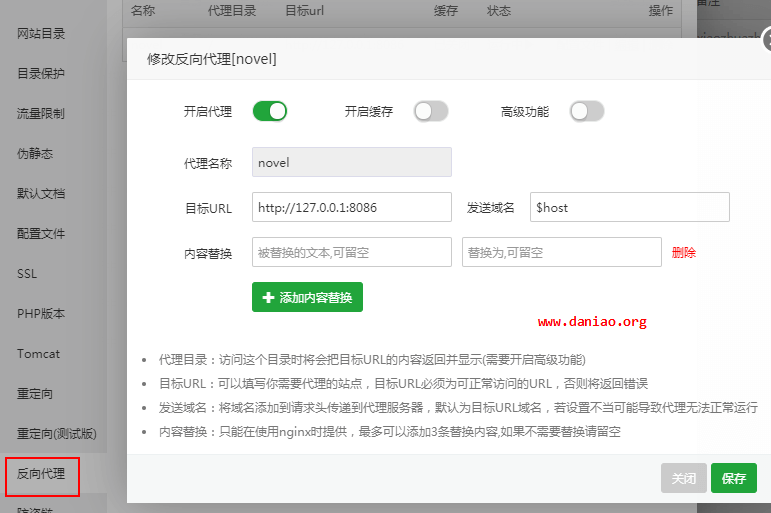 名称 代理目录 目标url 缓存 状态 操作
备注
网站目录
目录保护
流量限制
伪静态
默认文档
配置文件
SSL
PHP版本
Tomcat
重定向
重定向(测试版)
反向代理
防盗链
修改反向代理[novel]
开启代理 开启缓存 高级功能
代理名称 novel
目标URL http://127.0.0.1:8086 发送域名 $host
内容替换 被替换的文本,可留空 替换为,可留空 删除
添加内容替换
www.daniao.org
代理目录：访问这个目录时将会把目标URL的内容返回并显示(需要开启高级功能)
目标URL：可以填写你需要代理的站点，目标URL必须为可正常访问的URL，否则将返回错误
发送域名：将域名添加到请求头传递到代理服务器，默认为目标URL域名，若设置不当可能导致代理无法正常运行
内容替换：只能在使用nginx时提供，最多可以添加3条替换内容,如果不需要替换请留空
关闭 保存